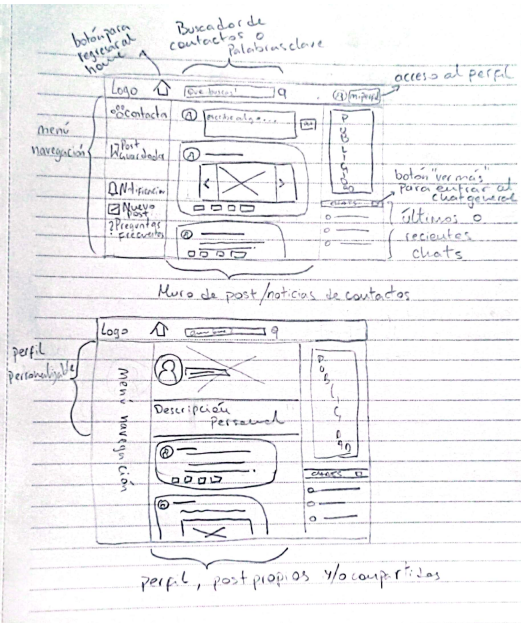 botón para
regresar al
home
Buscador de
contactos o
Palabras clave
acceso al perfil
Logo
Que buscas?
mi perfil
menú
navegación
contacta
escribe algo...
Post
Guardada
Notificación
Nuevo
post
?Preguntas
frecuentes
PUBLICIDAD
CHATS
botón "ver más"
para entrar al
chat general
últimos o
recientes
chats
Muro de post/noticias de contactos
Logo
perfil
personalizable
Menú navegación
Descripción
Personal
PUBLICIDAD
CHATS
perfil, post propios y/o compartidos